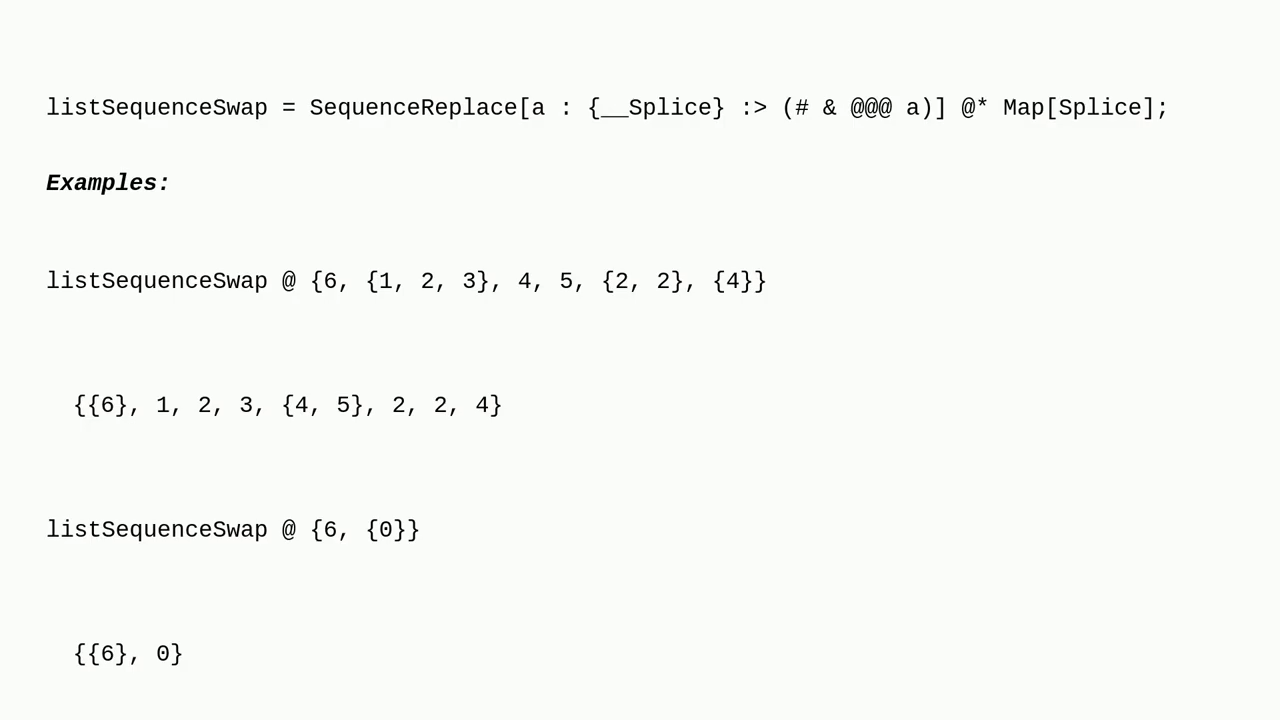 listSequenceSwap = SequenceReplace[a : {__Splice} :> (# & @@@ a)] @* Map[Splice];
Examples:
listSequenceSwap @ {6, {1, 2, 3}, 4, 5, {2, 2}, {4}}
{{6}, 1, 2, 3, {4, 5}, 2, 2, 4}
listSequenceSwap @ {6, {0}}
{{6}, 0}